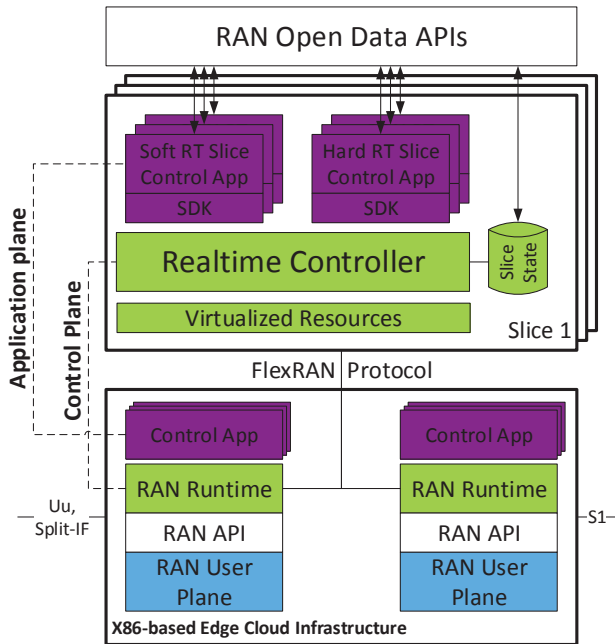 RAN Open Data APIs
Soft RT Slice
Control App
SDK
Hard RT Slice
Control App
SDK
Realtime Controller
Slice
State
Virtualized Resources
Slice 1
Application plane
Control Plane
FlexRAN Protocol
Control App
Control App
RAN Runtime
RAN Runtime
Uu,
Split-IF
S1
RAN API
RAN API
RAN User
Plane
RAN User
Plane
X86-based Edge Cloud Infrastructure